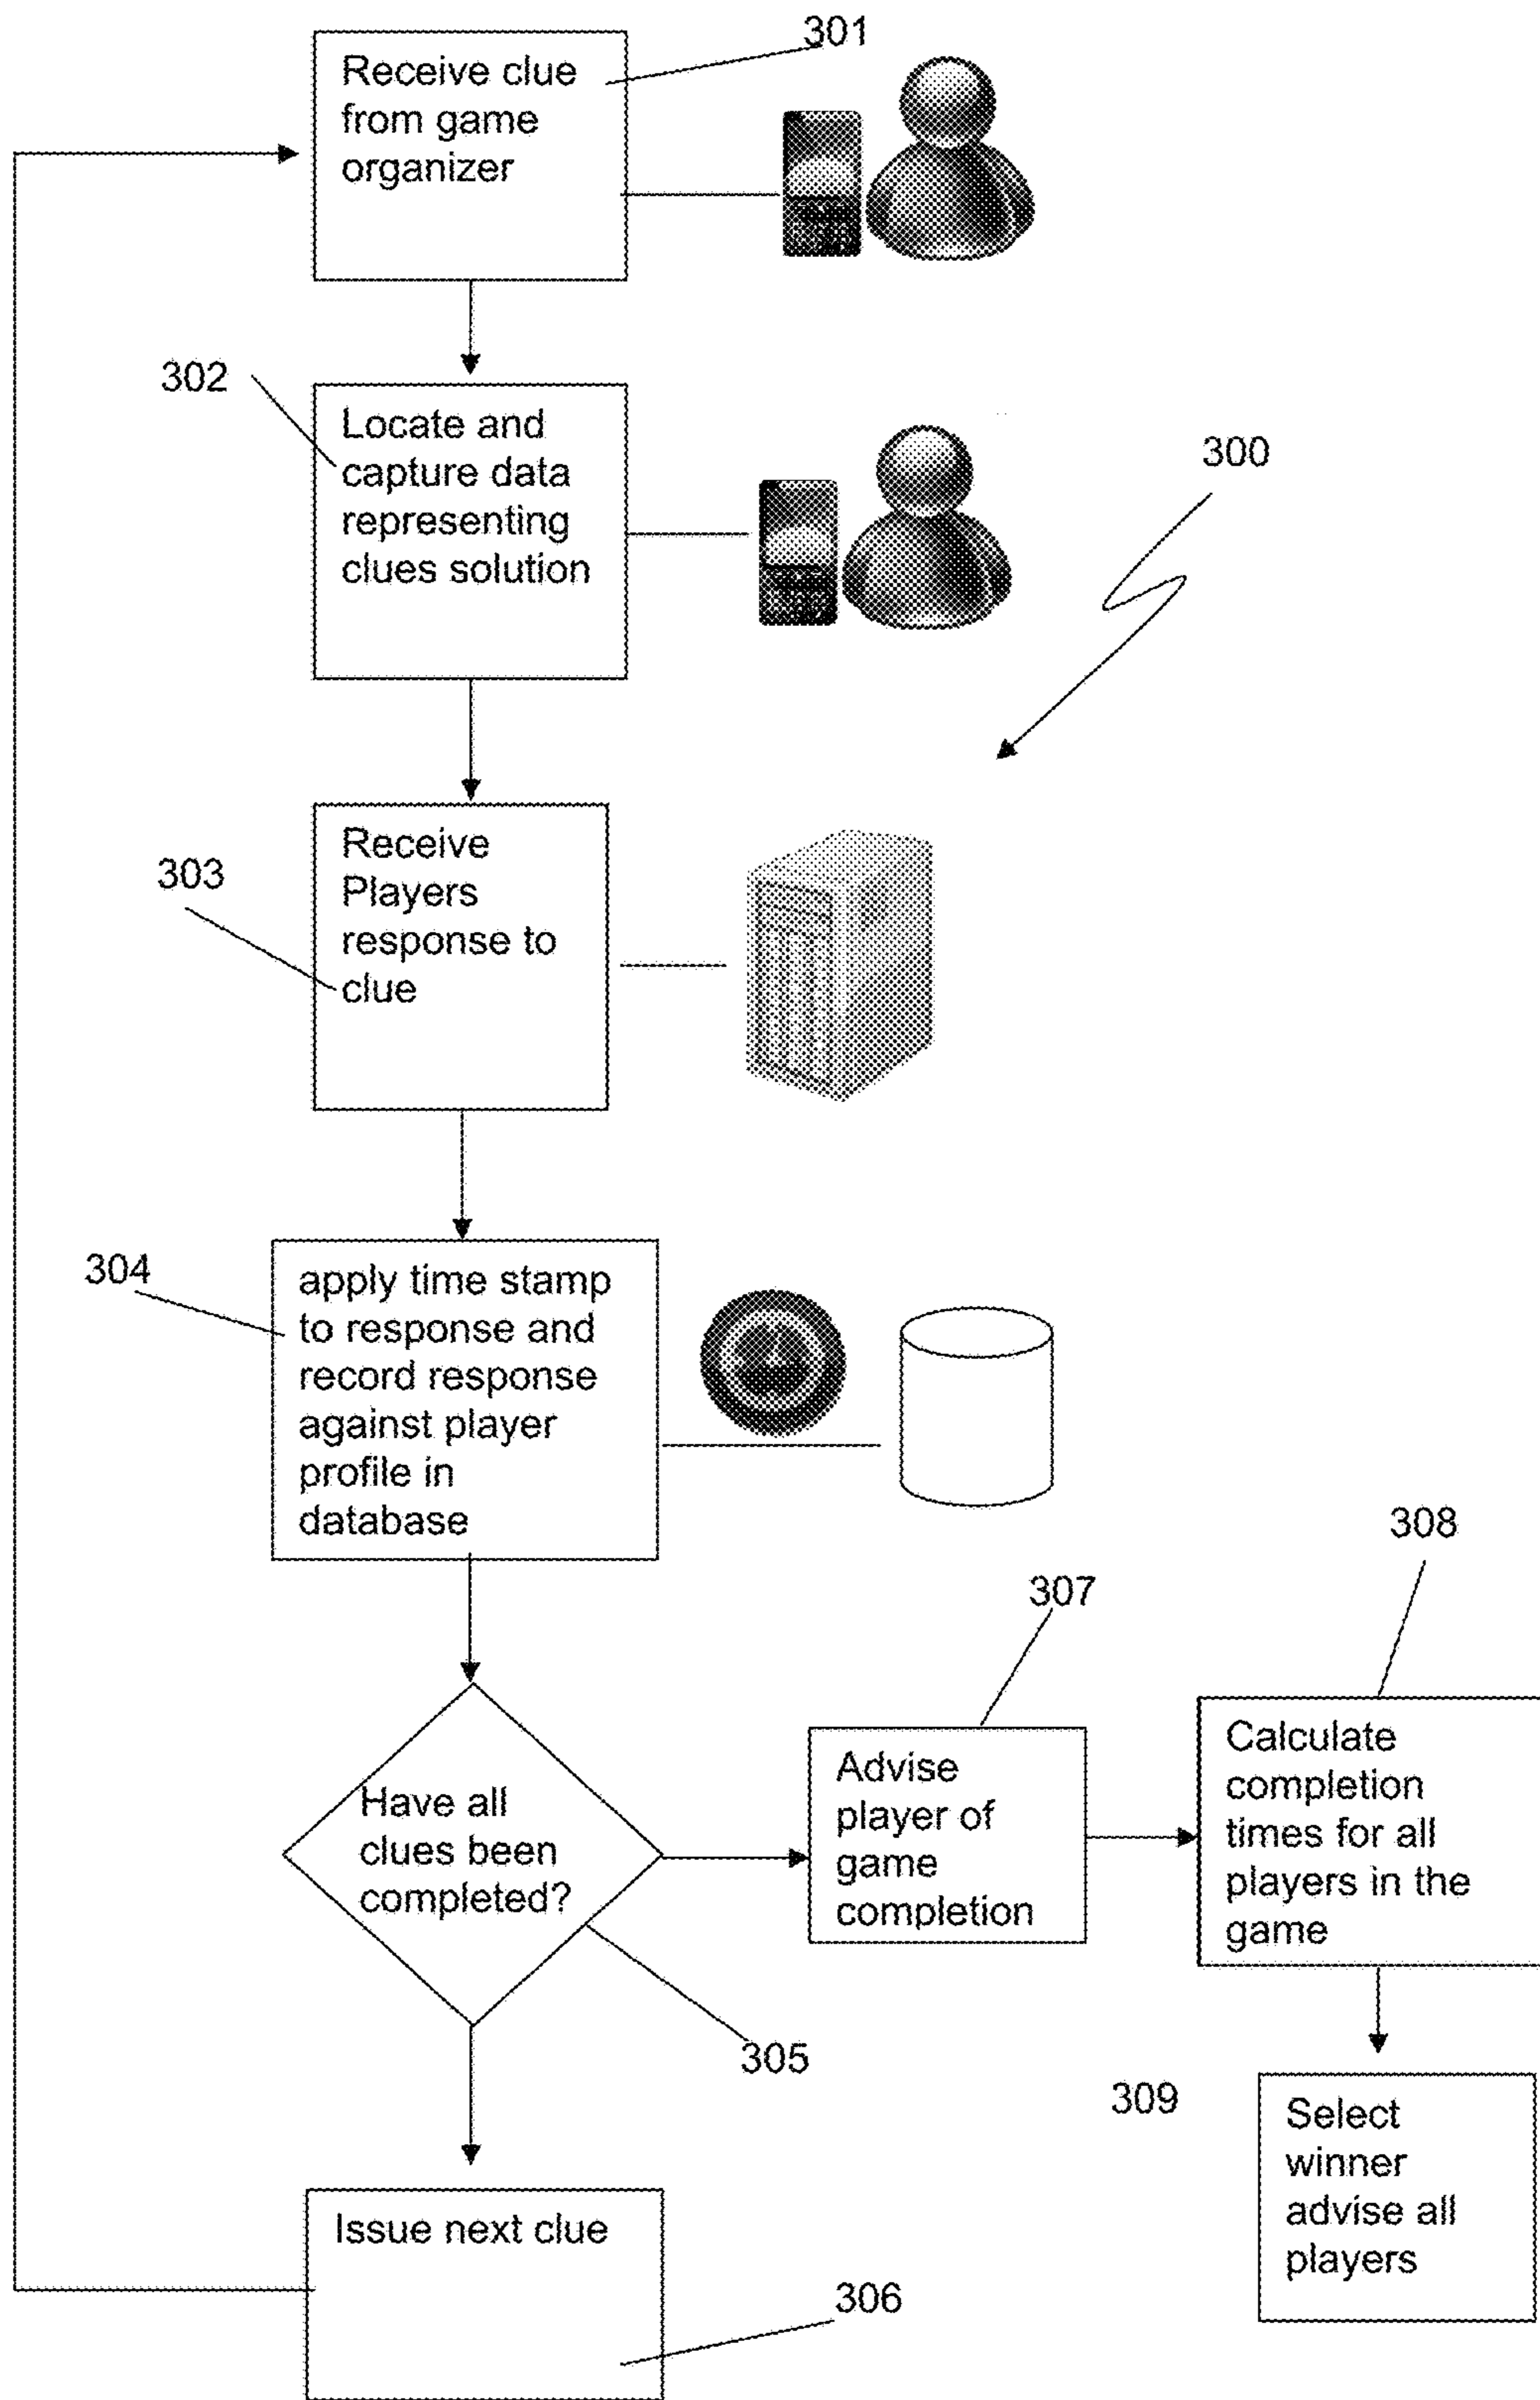 301
Receive clue
from game
organizer
302
Locate and
capture data
representing
clues solution
300
303
Receive
Players
response to
clue
304
apply time stamp
to response and
record response
against player
profile in
database
308
307
Have all
clues been
completed?
Advise
player of
game
completion
Calculate
completion
times for all
players in the
game
305
309
Select
winner
advise all
players
Issue next clue
306